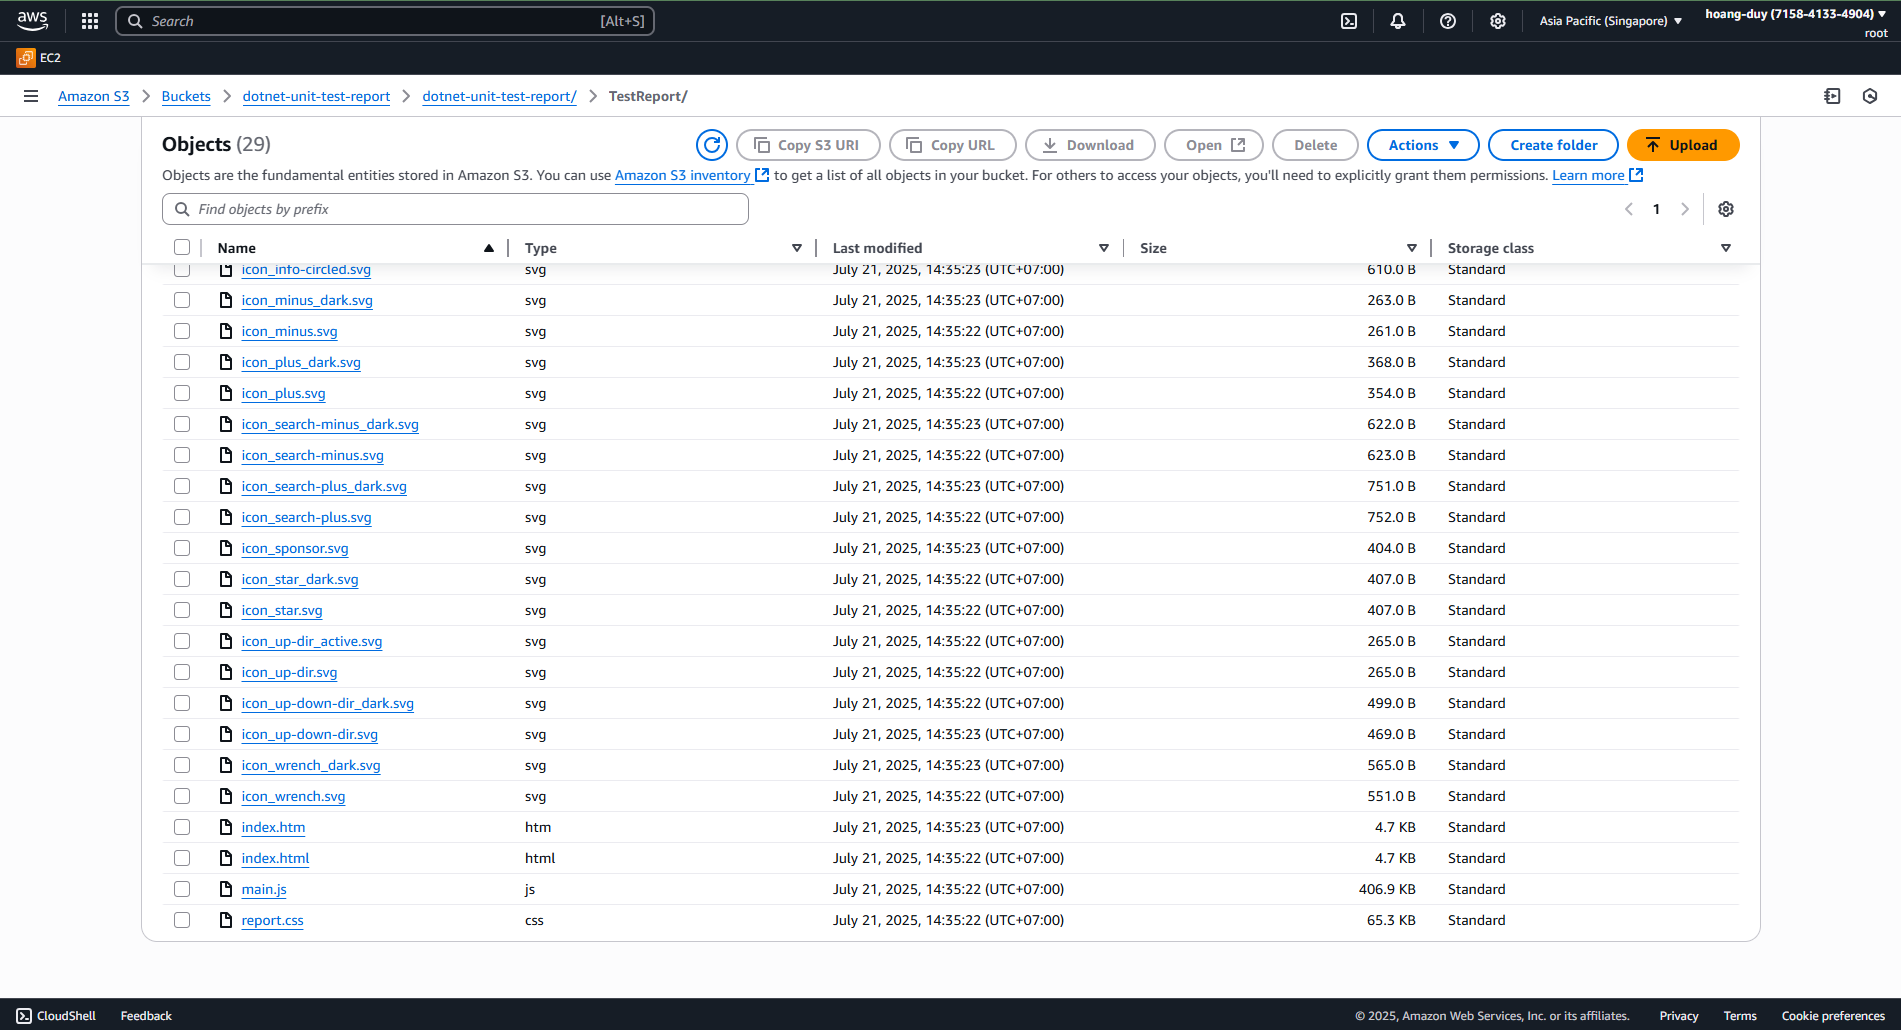 aws
Search [Alt+S] Asia Pacific (Singapore) hoang-duy (7158-4133-4904)
root
EC2
Amazon S3 Buckets dotnet-unit-test-report dotnet-unit-test-report/ TestReport/
Objects (29) Copy S3 URI Copy URL Download Open Delete Actions Create folder Upload
Objects are the fundamental entities stored in Amazon S3. You can use Amazon S3 inventory to get a list of all objects in your bucket. For others to access your objects, you'll need to explicitly grant them permissions. Learn more
Find objects by prefix 1
Name Type Last modified Size Storage class
icon_info-circled.svg svg July 21, 2025, 14:35:23 (UTC+07:00) 610.0 B Standard
icon_minus_dark.svg svg July 21, 2025, 14:35:23 (UTC+07:00) 263.0 B Standard
icon_minus.svg svg July 21, 2025, 14:35:22 (UTC+07:00) 261.0 B Standard
icon_plus_dark.svg svg July 21, 2025, 14:35:23 (UTC+07:00) 368.0 B Standard
icon_plus.svg svg July 21, 2025, 14:35:22 (UTC+07:00) 354.0 B Standard
icon_search-minus_dark.svg svg July 21, 2025, 14:35:23 (UTC+07:00) 622.0 B Standard
icon_search-minus.svg svg July 21, 2025, 14:35:22 (UTC+07:00) 623.0 B Standard
icon_search-plus_dark.svg svg July 21, 2025, 14:35:23 (UTC+07:00) 751.0 B Standard
icon_search-plus.svg svg July 21, 2025, 14:35:22 (UTC+07:00) 752.0 B Standard
icon_sponsor.svg svg July 21, 2025, 14:35:23 (UTC+07:00) 404.0 B Standard
icon_star_dark.svg svg July 21, 2025, 14:35:22 (UTC+07:00) 407.0 B Standard
icon_star.svg svg July 21, 2025, 14:35:22 (UTC+07:00) 407.0 B Standard
icon_up-dir_active.svg svg July 21, 2025, 14:35:22 (UTC+07:00) 265.0 B Standard
icon_up-dir.svg svg July 21, 2025, 14:35:22 (UTC+07:00) 265.0 B Standard
icon_up-down-dir_dark.svg svg July 21, 2025, 14:35:22 (UTC+07:00) 499.0 B Standard
icon_up-down-dir.svg svg July 21, 2025, 14:35:23 (UTC+07:00) 469.0 B Standard
icon_wrench_dark.svg svg July 21, 2025, 14:35:23 (UTC+07:00) 565.0 B Standard
icon_wrench.svg svg July 21, 2025, 14:35:22 (UTC+07:00) 551.0 B Standard
index.htm htm July 21, 2025, 14:35:23 (UTC+07:00) 4.7 KB Standard
index.html html July 21, 2025, 14:35:22 (UTC+07:00) 4.7 KB Standard
main.js js July 21, 2025, 14:35:22 (UTC+07:00) 406.9 KB Standard
report.css css July 21, 2025, 14:35:22 (UTC+07:00) 65.3 KB Standard
CloudShell Feedback © 2025, Amazon Web Services, Inc. or its affiliates. Privacy Terms Cookie preferences